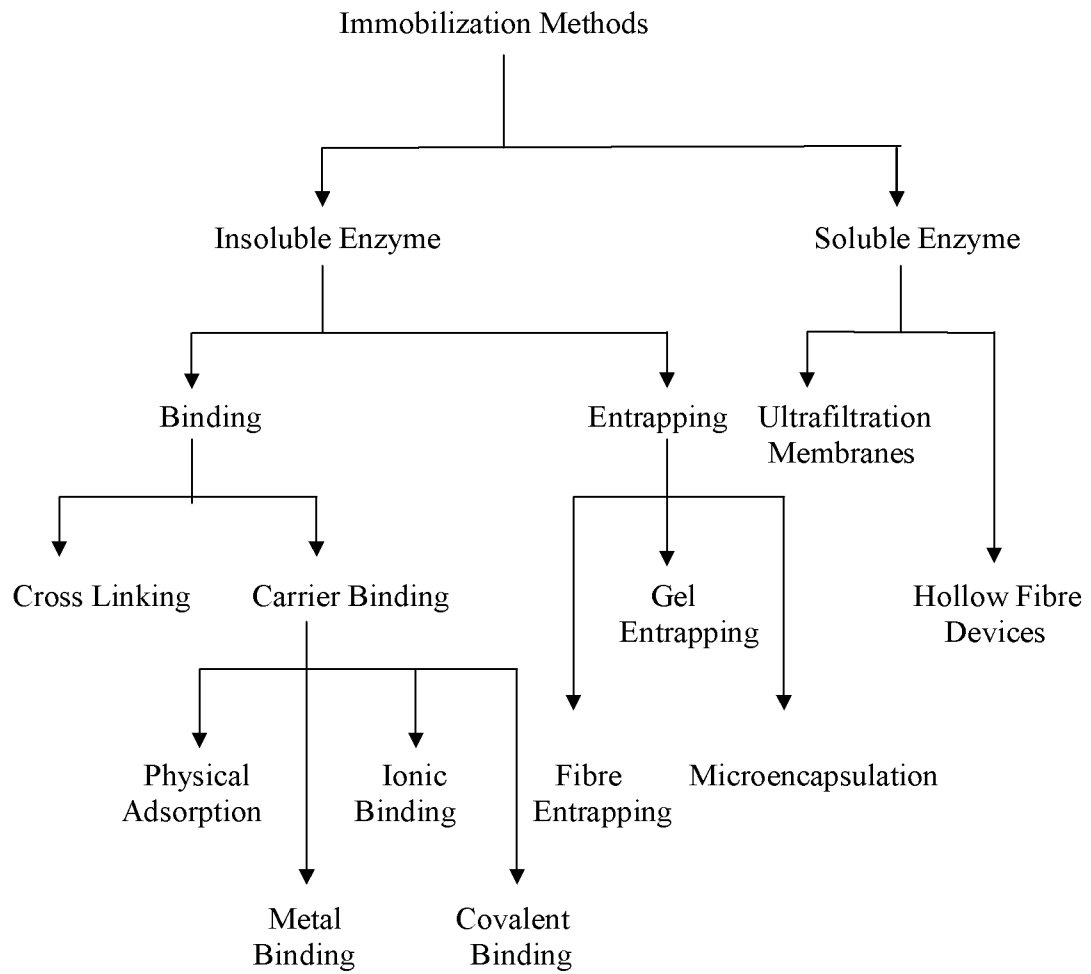 Immobilization Methods
Insoluble Enzyme
Soluble Enzyme
Binding
Entrapping
Ultrafiltration
Membranes
Cross Linking
Carrier Binding
Gel
Entrapping
Hollow Fibre
Devices
Physical
Adsorption
Ionic
Binding
Fibre
Entrapping
Microencapsulation
Metal
Binding
Covalent
Binding